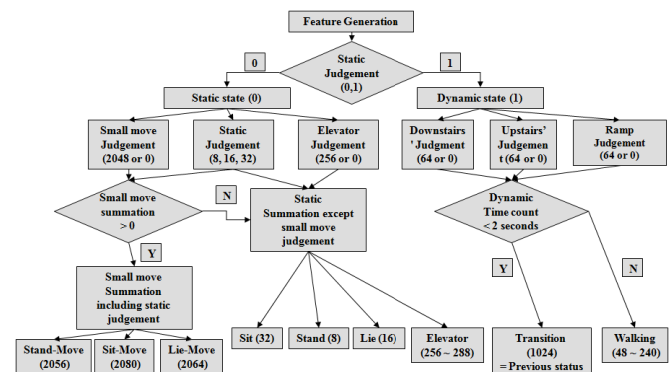 Feature Generation
0
Static
Judgement
(0,1)
1
Static state (0)
Dynamic state (1)
Small move
Judgement
(2048 or 0)
Static
Judgement
(8, 16, 32)
Elevator
Judgement
(256 or 0)
Downstairs
' Judgment
(64 or 0)
Upstairs'
Judgemen
t (64 or 0)
Ramp
Judgement
(64 or 0)
Small move
summation
> 0
N
Static
Summation except
small move
judgement
Dynamic
Time count
< 2 seconds
Y
Small move
Summation
including static
judgement
Y
N
Stand-Move
(2056)
Sit-Move
(2080)
Lie-Move
(2064)
Sit (32)
Stand (8)
Lie (16)
Elevator
(256 ~ 288)
Transition
(1024)
= Previous status
Walking
(48 ~ 240)